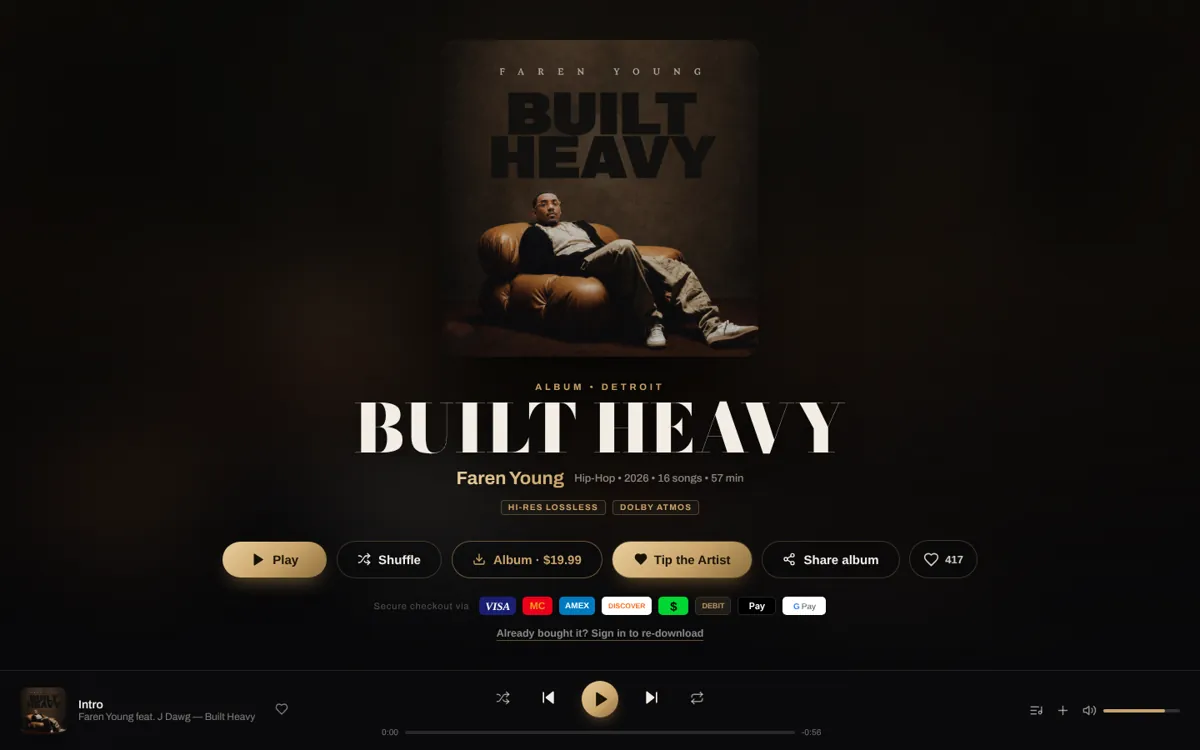 FAREN YOUNG
BUILT
HEAVY
ALBUM • DETROIT
BUILT HEAVY
Faren Young Hip-Hop • 2026 • 16 songs • 57 min
HI-RES LOSSLESS DOLBY ATMOS
Play Shuffle Album · $19.99 Tip the Artist Share album 417
Secure checkout via VISA MC AMEX DISCOVER $ DEBIT Pay G Pay
Already bought it? Sign in to re-download
BUILT
HEAVY
Intro
Faren Young feat. J Dawg — Built Heavy
0:00 -0:56